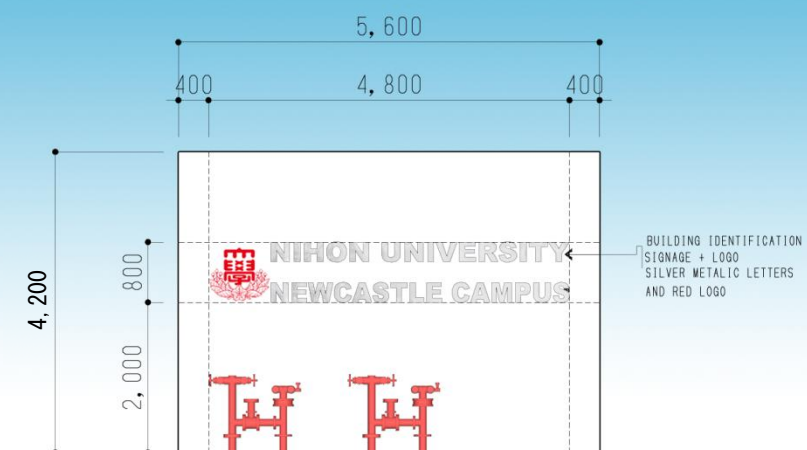 5,600
400
4,800
400
4,200
800
2,000
NIHON UNIVERSITY
NEWCASTLE CAMPUS
BUILDING IDENTIFICATION
SIGNAGE + LOGO
SILVER METALIC LETTERS
AND RED LOGO